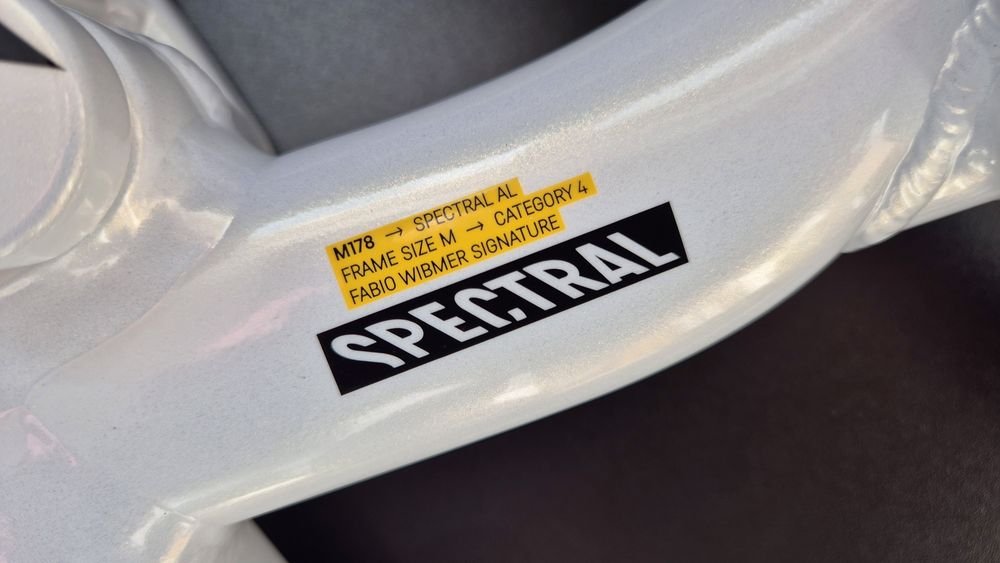 M178 → SPECTRAL AL
FRAME SIZE M → CATEGORY 4
FABIO WIBMER SIGNATURE
SPECTRAL